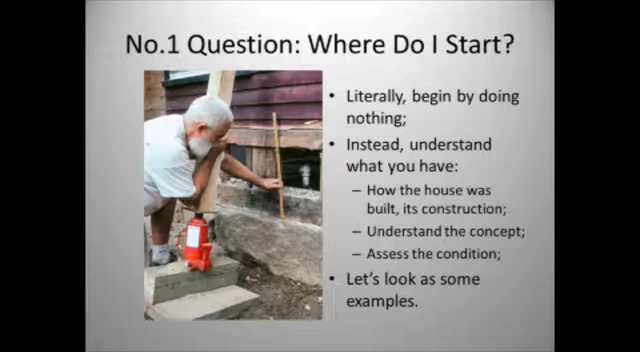 No.1 Question: Where Do I Start?
• Literally, begin by doing
nothing;
• Instead, understand
what you have:
– How the house was
built, its construction;
– Understand the concept;
– Assess the condition;
• Let's look as some
examples.